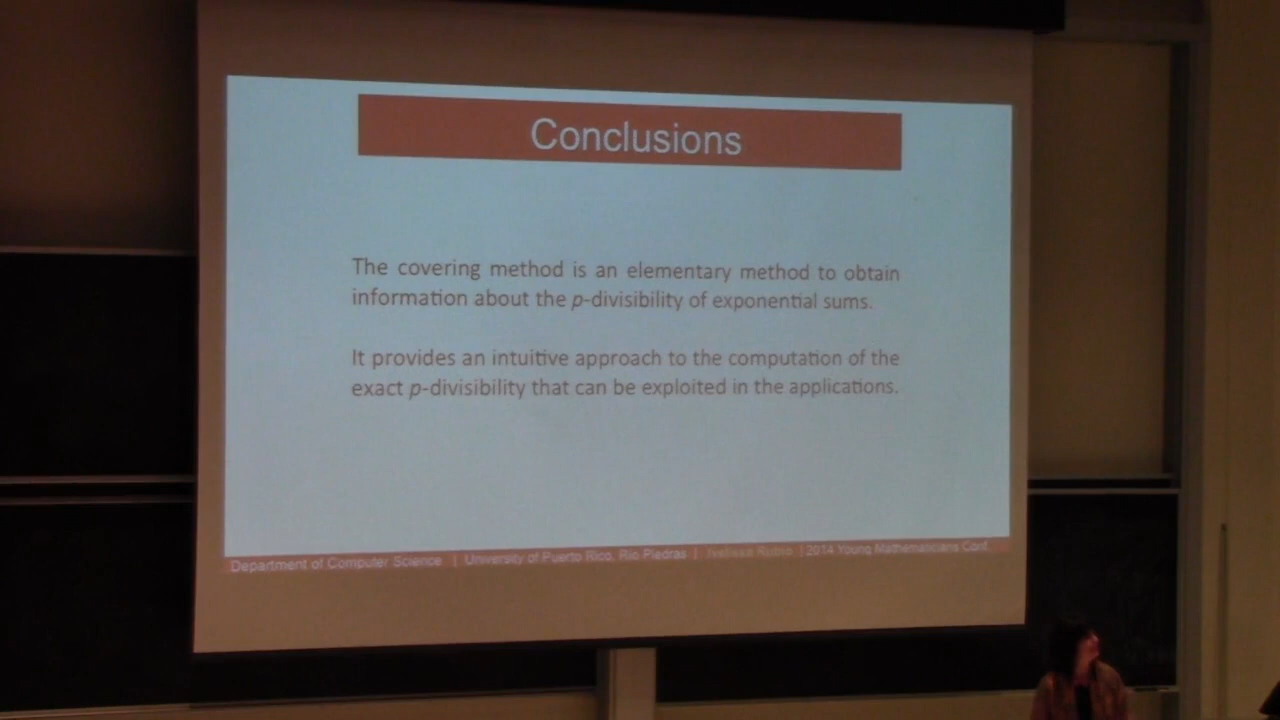 Conclusions
The covering method is an elementary method to obtain
information about the p-divisibility of exponential sums.
It provides an intuitive approach to the computation of the
exact p-divisibility that can be exploited in the applications.
Department of Computer Science | University of Puerto Rico, Río Piedras | Ivelisse Rubio | 2014 Young Mathematicians Conf.